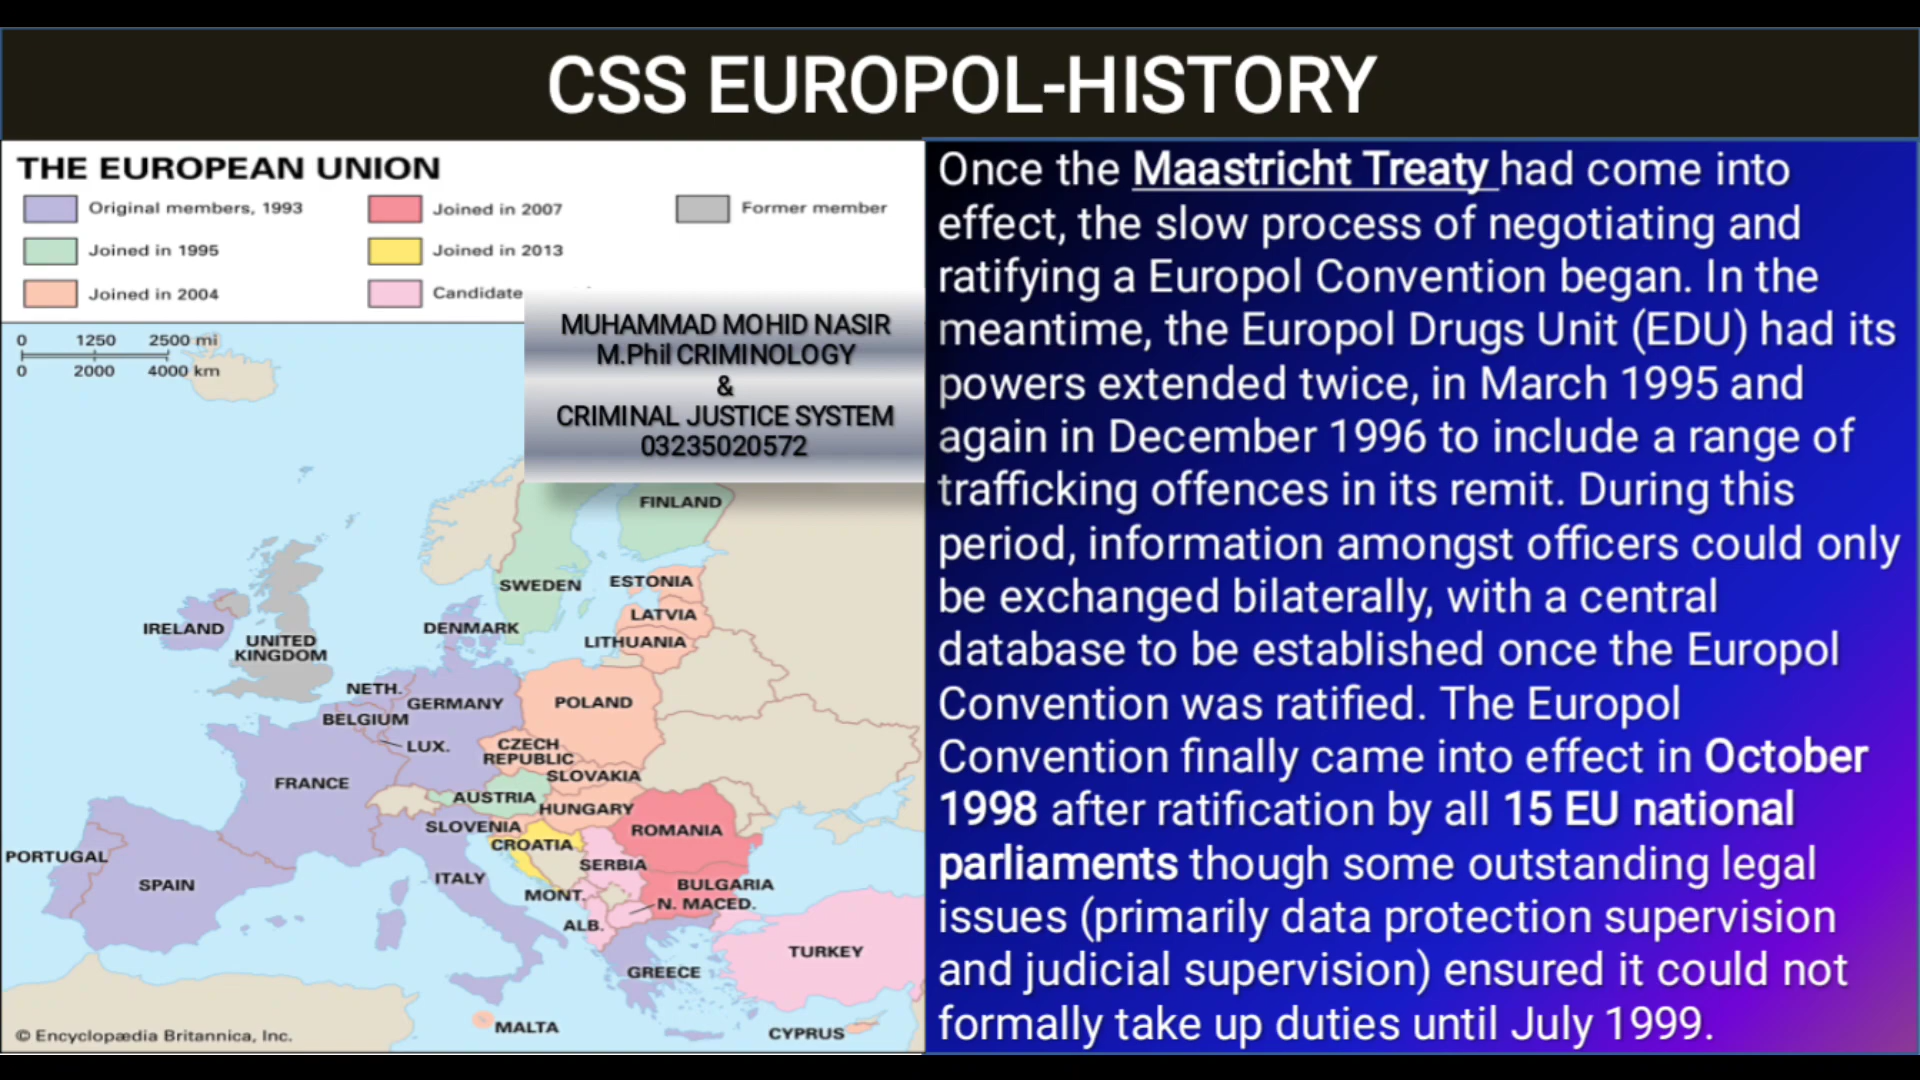 CSS EUROPOL-HISTORY
THE EUROPEAN UNION
Original members, 1993
Joined in 1995
Joined in 2004
Joined in 2007
Joined in 2013
Candidate
Former member
0 1250 2500 mi
0 2000 4000 km
MUHAMMAD MOHID NASIR
M.Phil CRIMINOLOGY
&
CRIMINAL JUSTICE SYSTEM
03235020572
FINLAND
SWEDEN
ESTONIA
LATVIA
LITHUANIA
DENMARK
IRELAND
UNITED
KINGDOM
NETH.
GERMANY
POLAND
BELGIUM
LUX.
CZECH
REPUBLIC
SLOVAKIA
FRANCE
AUSTRIA
HUNGARY
SLOVENIA
ROMANIA
CROATIA
SERBIA
PORTUGAL
SPAIN
ITALY
MONT.
BULGARIA
N. MACED.
ALB.
TURKEY
GREECE
MALTA
CYPRUS
© Encyclopædia Britannica, Inc.
Once the Maastricht Treaty had come into
effect, the slow process of negotiating and
ratifying a Europol Convention began. In the
meantime, the Europol Drugs Unit (EDU) had its
powers extended twice, in March 1995 and
again in December 1996 to include a range of
trafficking offences in its remit. During this
period, information amongst officers could only
be exchanged bilaterally, with a central
database to be established once the Europol
Convention was ratified. The Europol
Convention finally came into effect in October
1998 after ratification by all 15 EU national
parliaments though some outstanding legal
issues (primarily data protection supervision
and judicial supervision) ensured it could not
formally take up duties until July 1999.